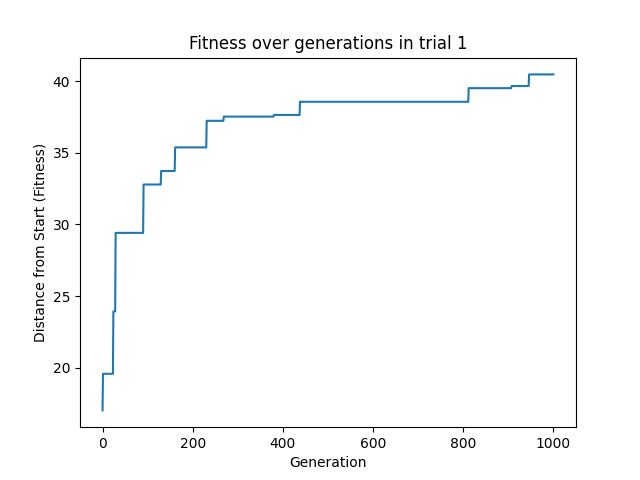 Fitness over generations in trial 1
40
35
30
25
20
Distance from Start (Fitness)
0 200 400 600 800 1000
Generation